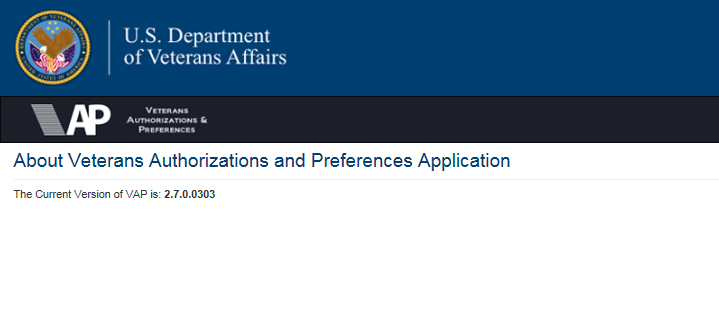 U.S. Department
of Veterans Affairs
VAP
VETERANS
AUTHORIZATIONS &
PREFERENCES
About Veterans Authorizations and Preferences Application
The Current Version of VAP is: 2.7.0.0303